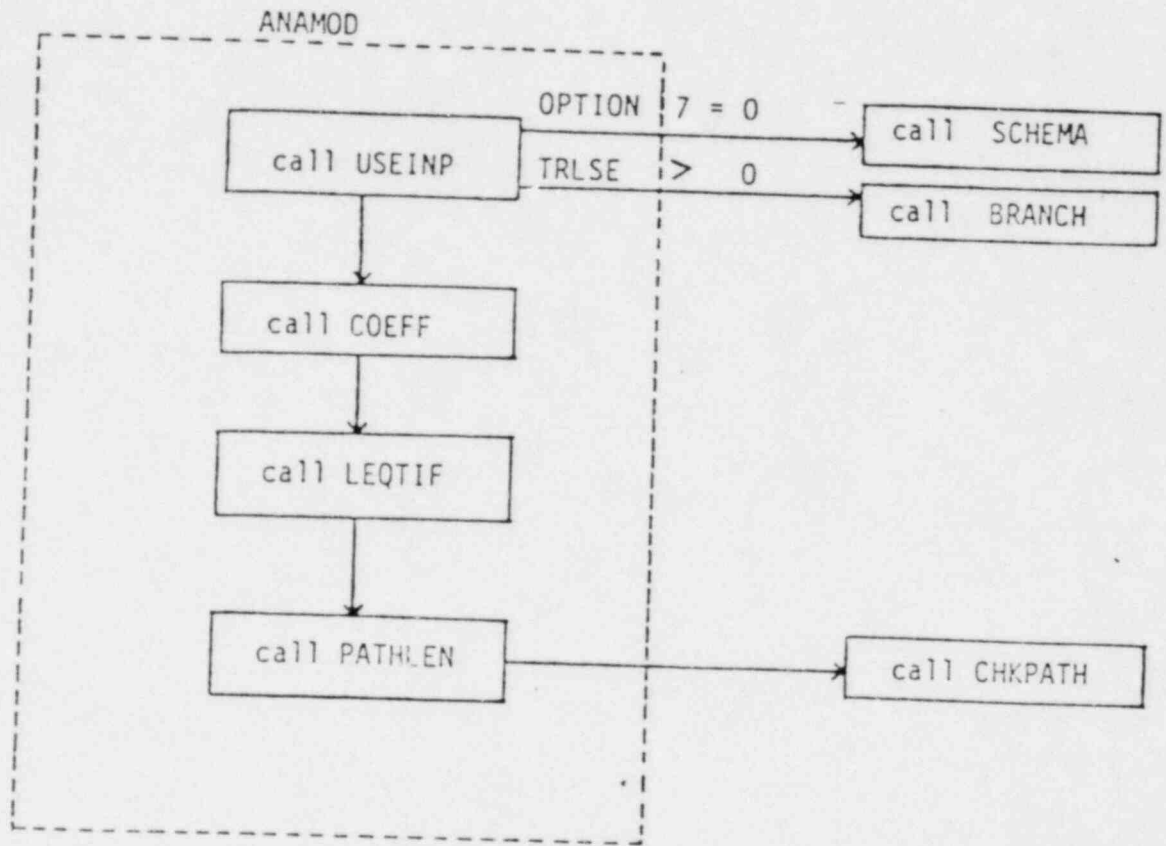 ANAMOD
OPTION 7 = 0
call USEINP
call SCHEMA
TRLSE > 0
call BRANCH
call COEFF
call LEQTIF
call PATHLEN
call CHKPATH